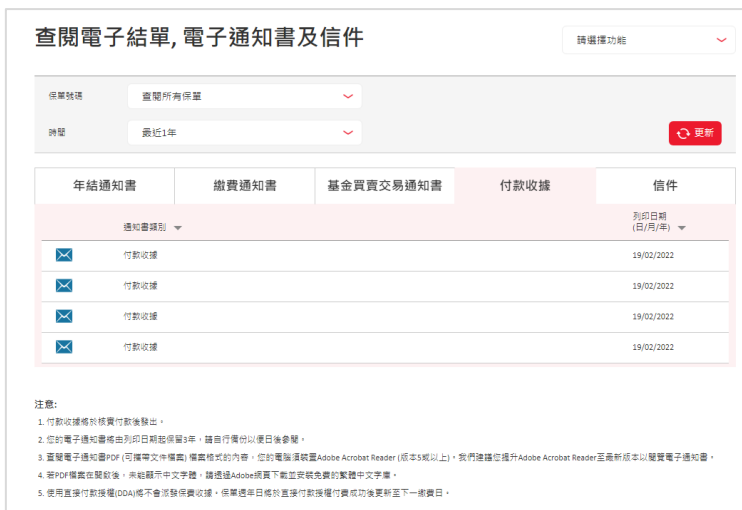 查閱電子結單, 電子通知書及信件
請選擇功能
保單號碼
查閱所有保單
時間
最近1年
更新
年結通知書
繳費通知書
基金買賣交易通知書
付款收據
信件
通知書類別
列印日期
(日/月/年)
付款收據
19/02/2022
付款收據
19/02/2022
付款收據
19/02/2022
付款收據
19/02/2022
注意:
1. 付款收據將於核實付款後發出。
2. 您的電子通知書將由列印日期起保留3年，請自行備份以便日後參閱。
3. 查閱電子通知書PDF (可攜帶文件檔案) 檔案格式的內容，您的電腦須裝置Adobe Acrobat Reader (版本5或以上)。我們建議您提升Adobe Acrobat Reader至最新版本以閱覽電子通知書。
4. 若PDF檔案在開啟後，未能顯示中文字體，請透過Adobe網頁下載並安裝免費的繁體中文字庫。
5. 使用直接付款授權(DDA)將不會派發保費收據。保單週年日將於直接付款授權付費成功後更新至下一繳費日。